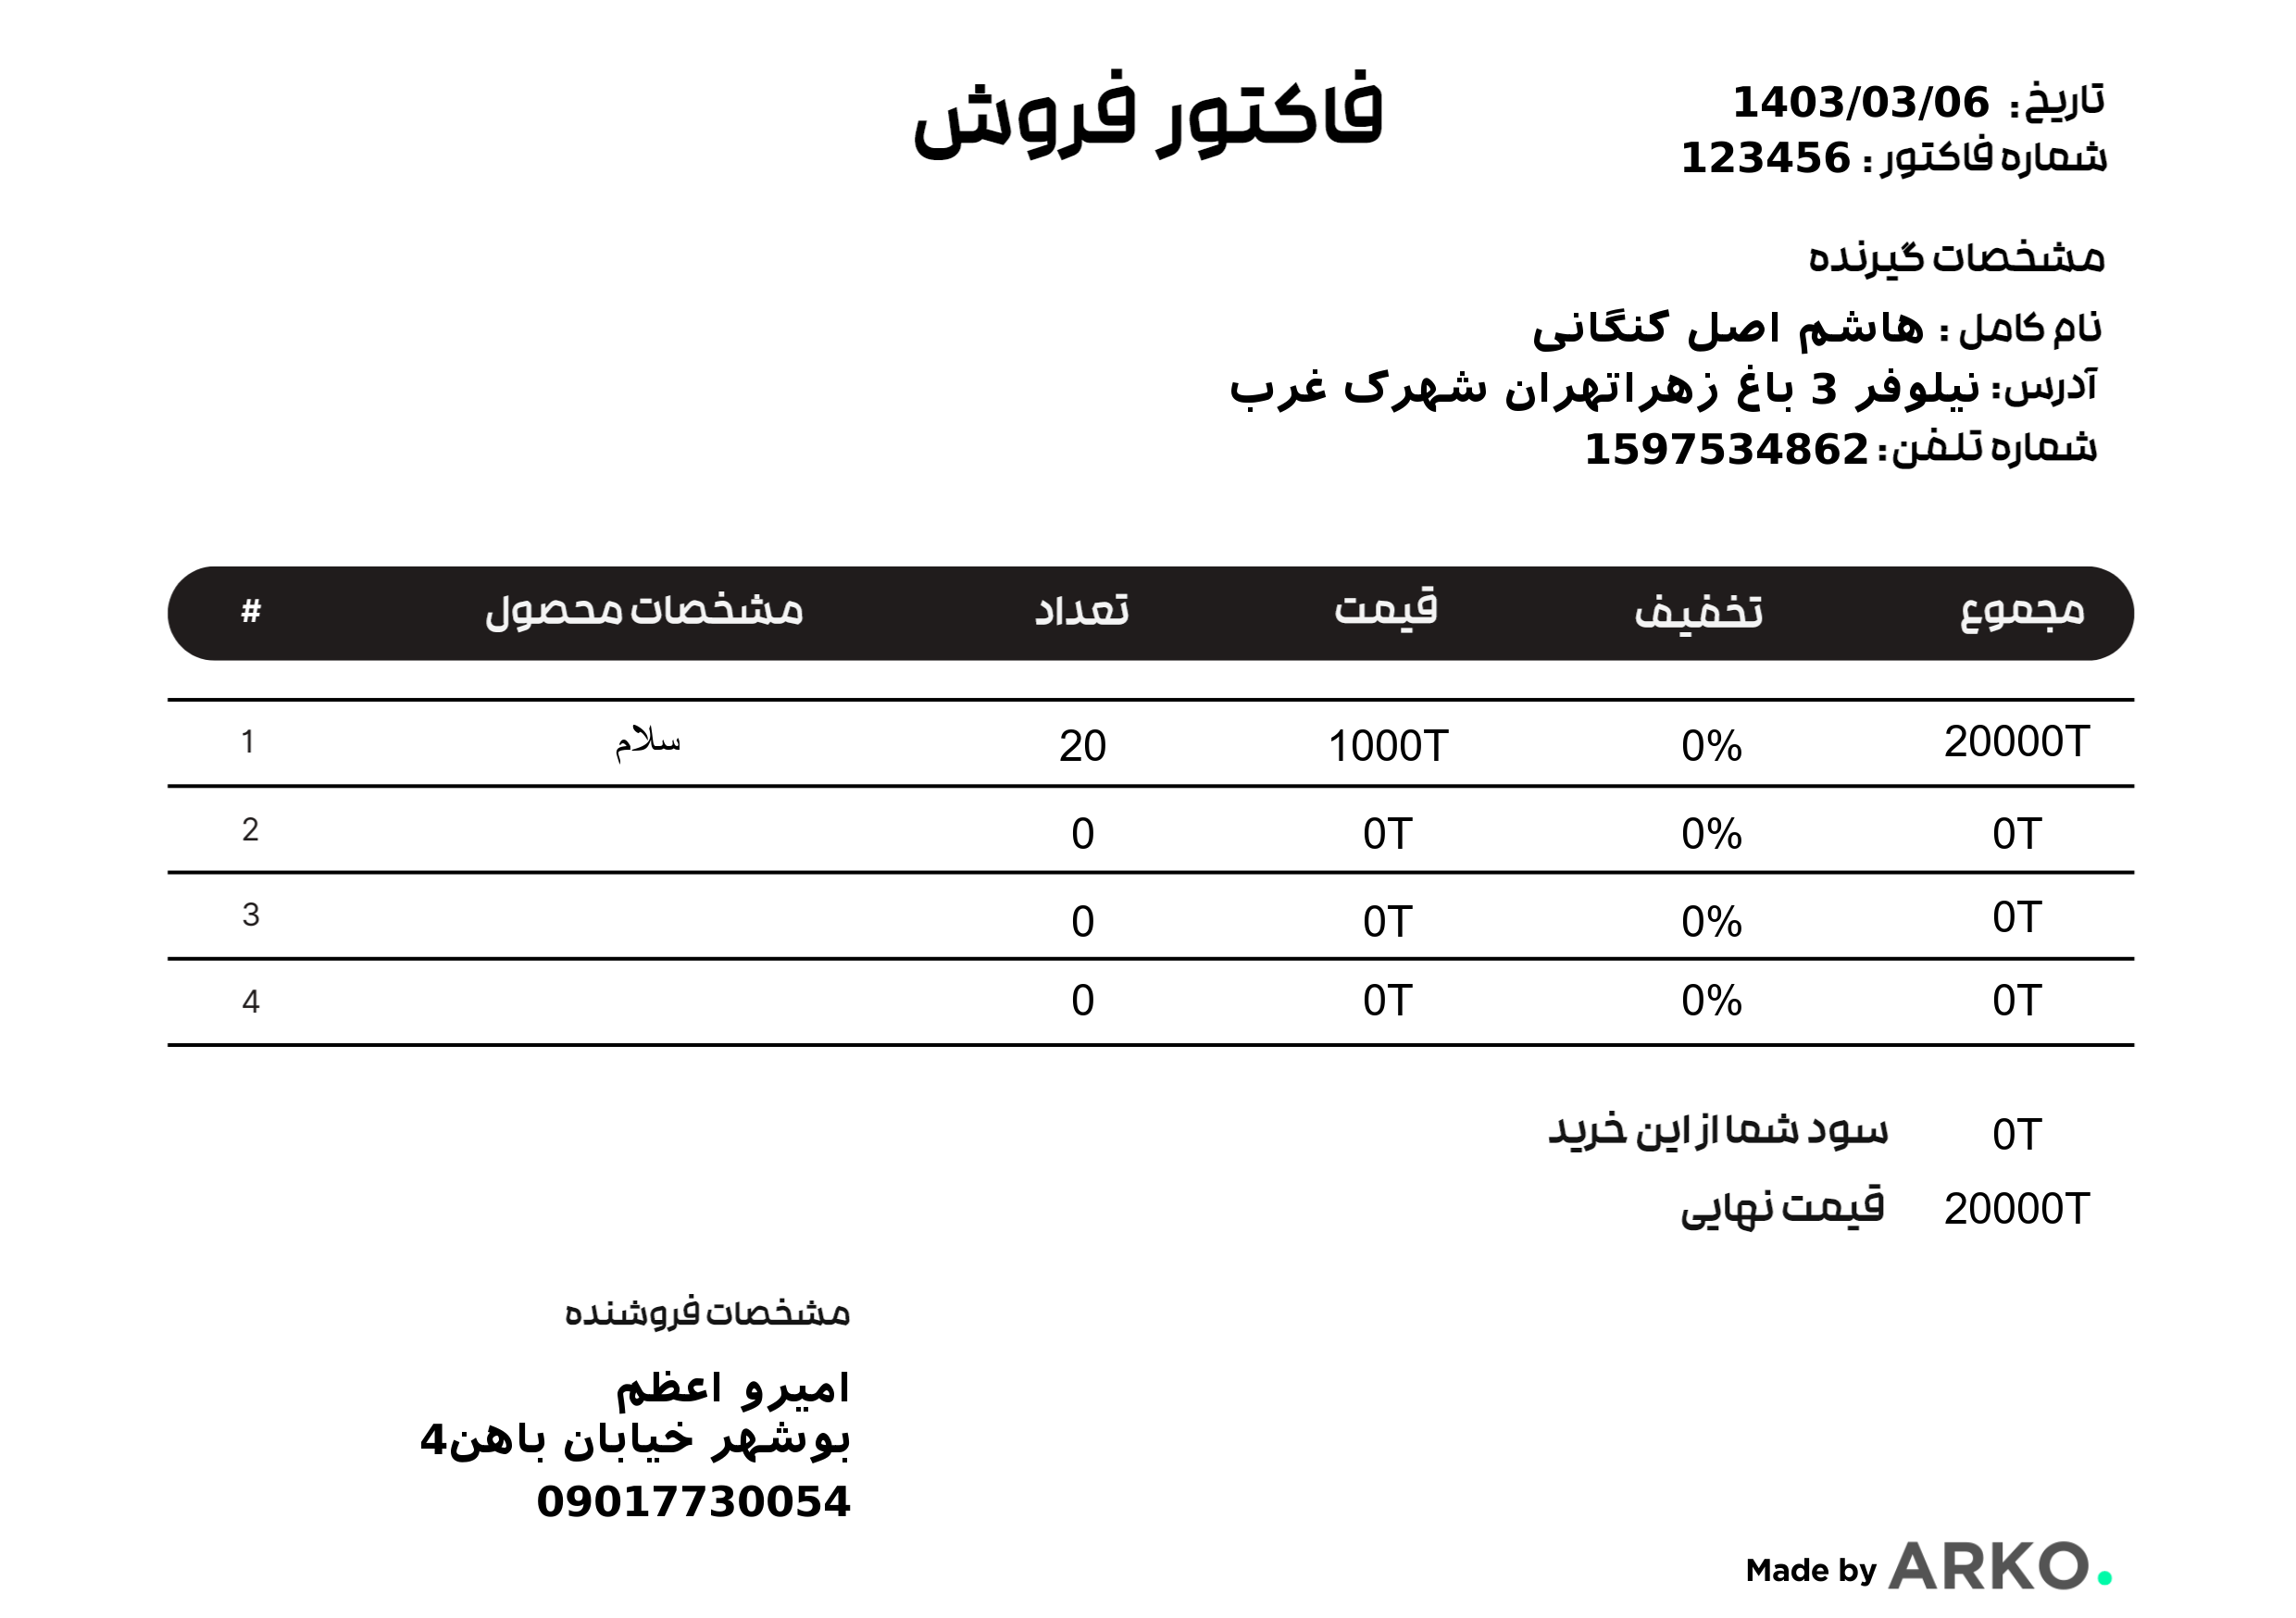 فاکتور فروش
تاریخ: 1403/03/06
شماره فاکتور: 123456
مشخصات گیرنده
نام کامل: هاشم اصل کنگانی
آدرس: نیلوفر 3 باغ زهراتهران شهرک غرب
شماره تلفن: 1597534862
# مشخصات محصول تعداد قیمت تخفیف مجموع
1 سلام 20 1000T 0% 20000T
2 0 0T 0% 0T
3 0 0T 0% 0T
4 0 0T 0% 0T
سود شما از این خرید 0T
قیمت نهایی 20000T
مشخصات فروشنده
امیرو اعظم
بوشهر خیابان باهن4
09017730054
Made by ARKO.